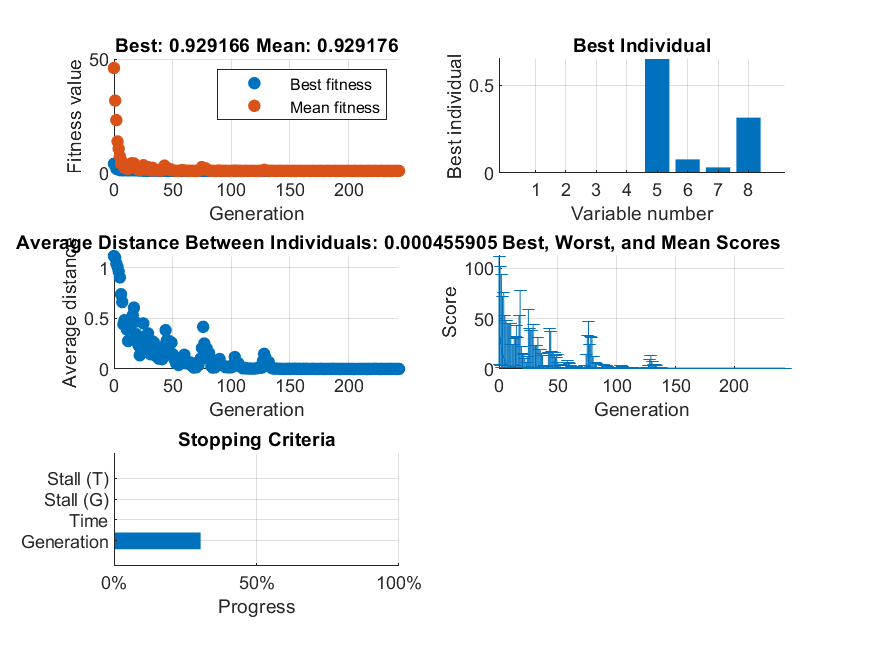 Best: 0.929166 Mean: 0.929176
Fitness value
50
0
Best fitness
Mean fitness
0 50 100 150 200
Generation
Best Individual
Best individual
0.5
0
1 2 3 4 5 6 7 8
Variable number
Average Distance Between Individuals: 0.000455905
Average distance
1
0.5
0
0 50 100 150 200
Generation
Best, Worst, and Mean Scores
Score
100
50
0
0 50 100 150 200
Generation
Stopping Criteria
Stall (T)
Stall (G)
Time
Generation
0% 50% 100%
Progress